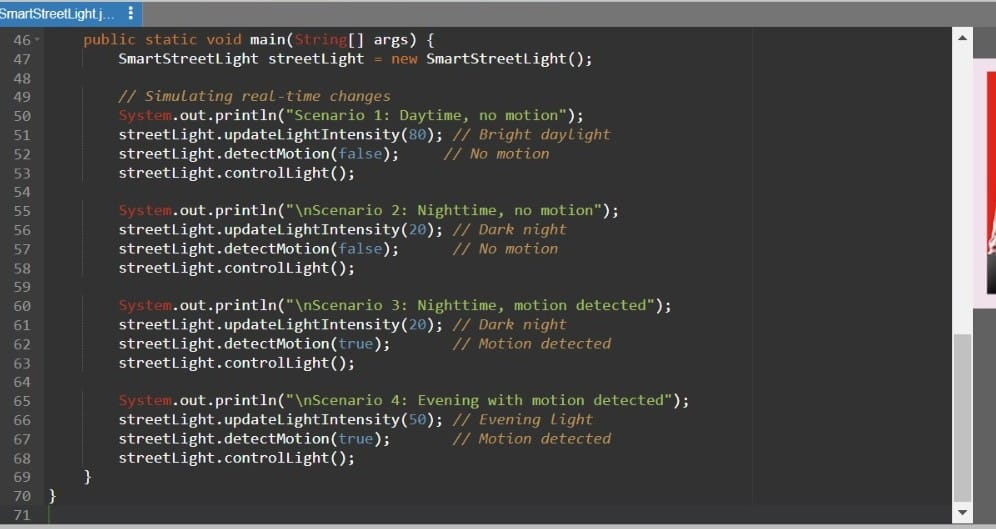 SmartStreetLight.j...
46 public static void main(String[] args) {
47 SmartStreetLight streetLight = new SmartStreetLight();
48
49 // Simulating real-time changes
50 System.out.println("Scenario 1: Daytime, no motion");
51 streetLight.updateLightIntensity(80); // Bright daylight
52 streetLight.detectMotion(false); // No motion
53 streetLight.controlLight();
54
55 System.out.println("\nScenario 2: Nighttime, no motion");
56 streetLight.updateLightIntensity(20); // Dark night
57 streetLight.detectMotion(false); // No motion
58 streetLight.controlLight();
59
60 System.out.println("\nScenario 3: Nighttime, motion detected");
61 streetLight.updateLightIntensity(20); // Dark night
62 streetLight.detectMotion(true); // Motion detected
63 streetLight.controlLight();
64
65 System.out.println("\nScenario 4: Evening with motion detected");
66 streetLight.updateLightIntensity(50); // Evening Light
67 streetLight.detectMotion(true); // Motion detected
68 streetLight.controlLight();
69 }
70 }
71